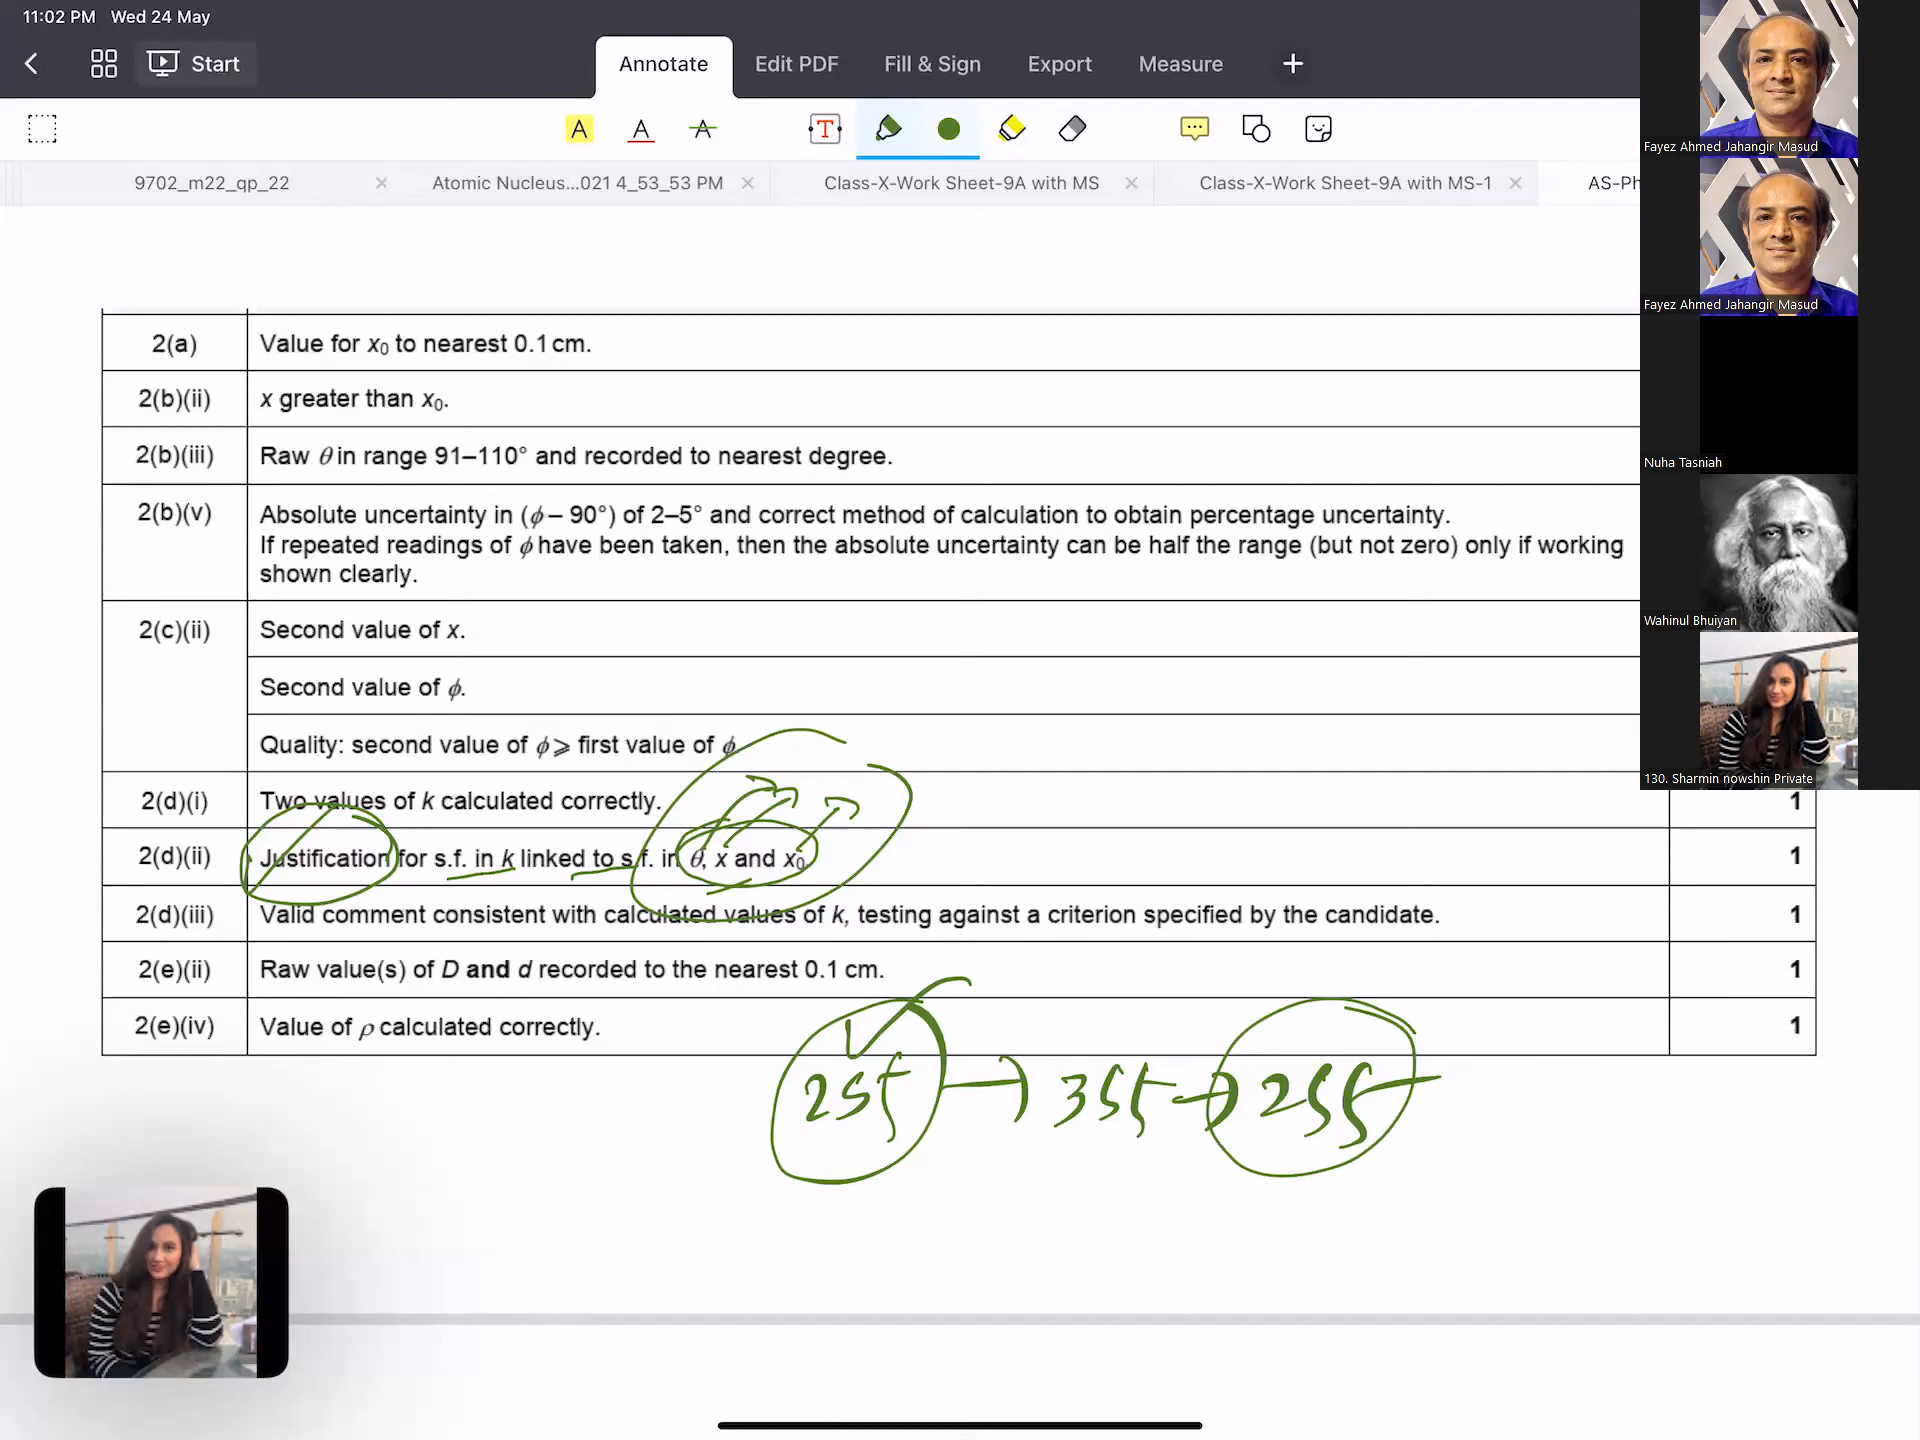 11:02 PM Wed 24 May
Start
Annotate
Edit PDF
Fill & Sign
Export
Measure
9702_m22_qp_22
Atomic Nucleus...021 4_53_53 PM
Class-X-Work Sheet-9A with MS
Class-X-Work Sheet-9A with MS-1
AS-Ph
Fayez Ahmed Jahangir Masud
Fayez Ahmed Jahangir Masud
Nuha Tasniah
Wahinul Bhuiyan
130. Sharmin nowshin Private
2(a) Value for x₀ to nearest 0.1 cm.
2(b)(ii) x greater than x₀.
2(b)(iii) Raw θ in range 91–110° and recorded to nearest degree.
2(b)(v) Absolute uncertainty in (ϕ – 90°) of 2–5° and correct method of calculation to obtain percentage uncertainty.
If repeated readings of ϕ have been taken, then the absolute uncertainty can be half the range (but not zero) only if working
shown clearly.
2(c)(ii) Second value of x.
Second value of ϕ.
Quality: second value of ϕ ⩾ first value of ϕ
2(d)(i) Two values of k calculated correctly. 1
2(d)(ii) Justification for s.f. in k linked to s.f. in θ, x and x₀ 1
2(d)(iii) Valid comment consistent with calculated values of k, testing against a criterion specified by the candidate. 1
2(e)(ii) Raw value(s) of D and d recorded to the nearest 0.1 cm. 1
2(e)(iv) Value of ρ calculated correctly. 1
2sf → 3sf → 2sf